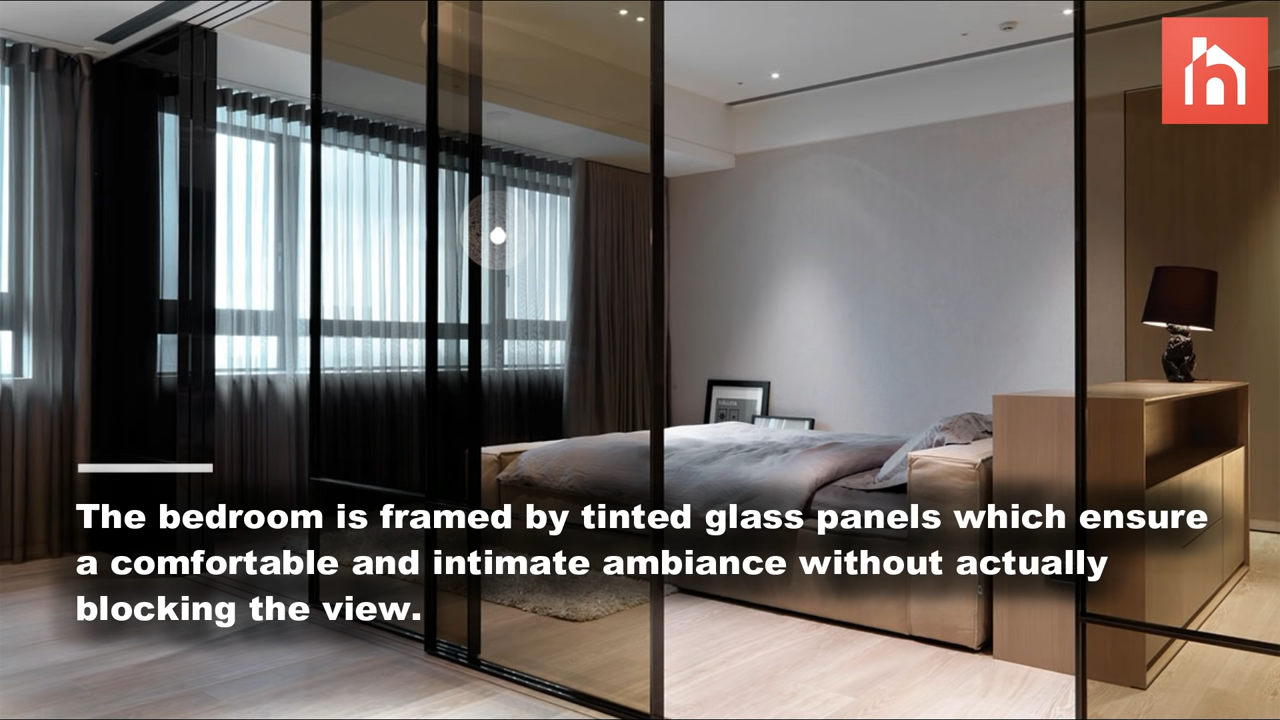 The bedroom is framed by tinted glass panels which ensure
a comfortable and intimate ambiance without actually
blocking the view.